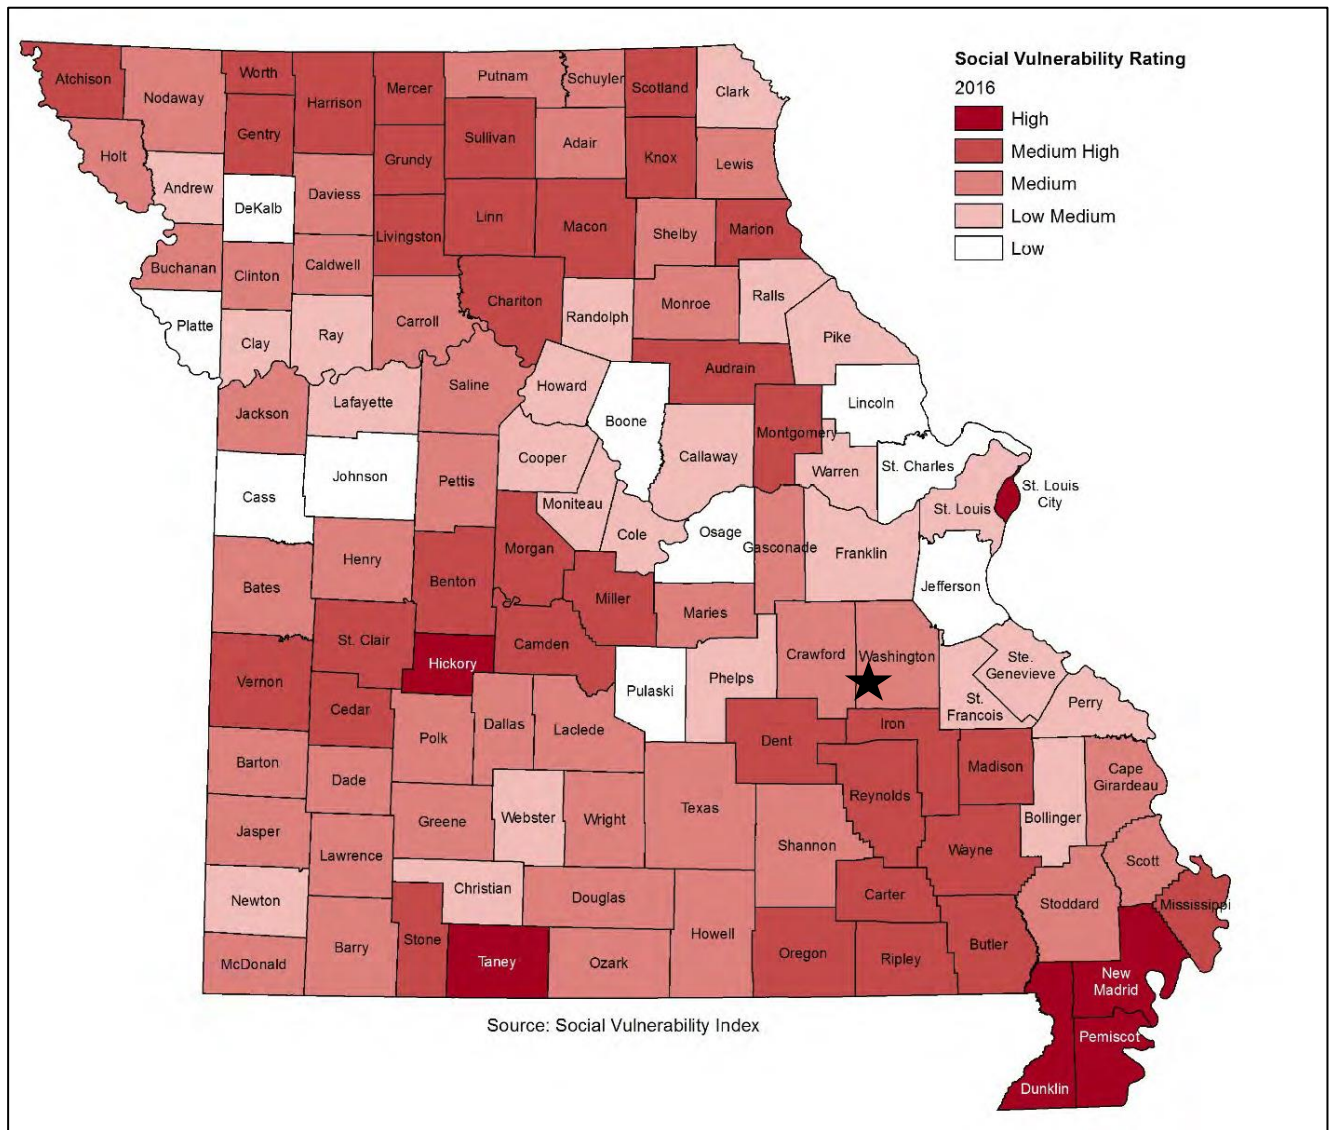 Social Vulnerability Rating
2016
High
Medium High
Medium
Low Medium
Low
Atchison
Nodaway
Worth
Harrison
Mercer
Putnam
Schuyler
Scotland
Clark
Gentry
Sullivan
Adair
Knox
Lewis
Holt
Grundy
Andrew
DeKalb
Daviess
Livingston
Linn
Macon
Shelby
Marion
Buchanan
Clinton
Caldwell
Chariton
Monroe
Ralls
Platte
Clay
Ray
Carroll
Randolph
Pike
Audrain
Jackson
Lafayette
Saline
Howard
Boone
Lincoln
Montgomery
Cass
Johnson
Pettis
Cooper
Callaway
Warren
St. Charles
Moniteau
St. Louis
St. Louis
City
Cole
Osage
Gasconade
Franklin
Bates
Henry
Benton
Morgan
Miller
Maries
Jefferson
St. Clair
Hickory
Camden
Pulaski
Phelps
Crawford
Washington
Ste.
Genevieve
St.
Francois
Perry
Vernon
Cedar
Polk
Dallas
Laclede
Dent
Iron
Madison
Cape
Girardeau
Barton
Dade
Greene
Webster
Wright
Texas
Reynolds
Bollinger
Jasper
Lawrence
Shannon
Wayne
Scott
Newton
Christian
Douglas
Carter
Stoddard
Mississippi
McDonald
Barry
Stone
Taney
Ozark
Howell
Oregon
Ripley
Butler
New
Madrid
Pemiscot
Dunklin
Source: Social Vulnerability Index